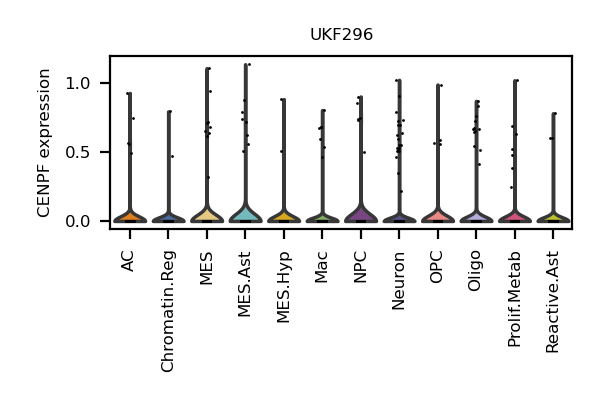 UKF296
CENPF expression
1.0
0.5
0.0
AC
Chromatin.Reg
MES
MES.Ast
MES.Hyp
Mac
NPC
Neuron
OPC
Oligo
Prolif.Metab
Reactive.Ast